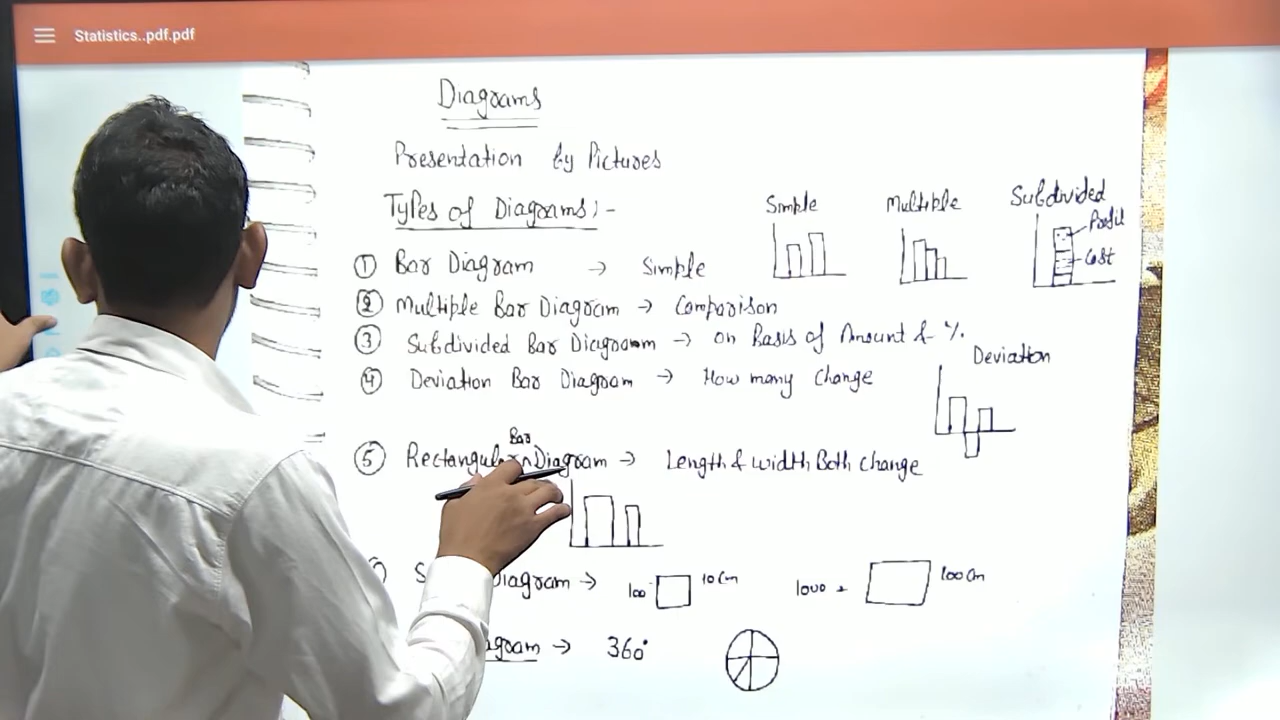 Statistics..pdf.pdf
Diagrams
Presentation by Pictures
Types of Diagrams:-
Simple
Multiple
Subdivided
Profit
Cost
① Bar Diagram → Simple
② Multiple Bar Diagram → Comparison
③ Subdivided Bar Diagram → on Basis of Amount & %.
④ Deviation Bar Diagram → How many Change
Deviation
Bar
⑤ Rectangular Diagram → Length & width Both Change
Diagram → 100 10 Cm 1000 100 Cm
agram → 360°